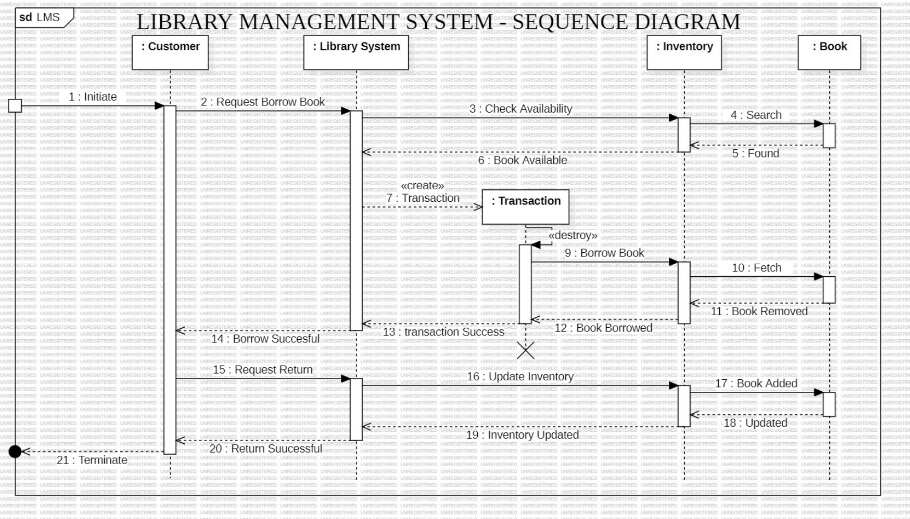 sd LMS
LIBRARY MANAGEMENT SYSTEM - SEQUENCE DIAGRAM
: Customer
: Library System
: Inventory
: Book
1 : Initiate
2 : Request Borrow Book
3 : Check Availability
4 : Search
5 : Found
6 : Book Available
«create»
7 : Transaction
: Transaction
«destroy»
9 : Borrow Book
10 : Fetch
11 : Book Removed
12 : Book Borrowed
13 : transaction Success
14 : Borrow Succesful
15 : Request Return
16 : Update Inventory
17 : Book Added
18 : Updated
19 : Inventory Updated
20 : Return Suucessful
21 : Terminate